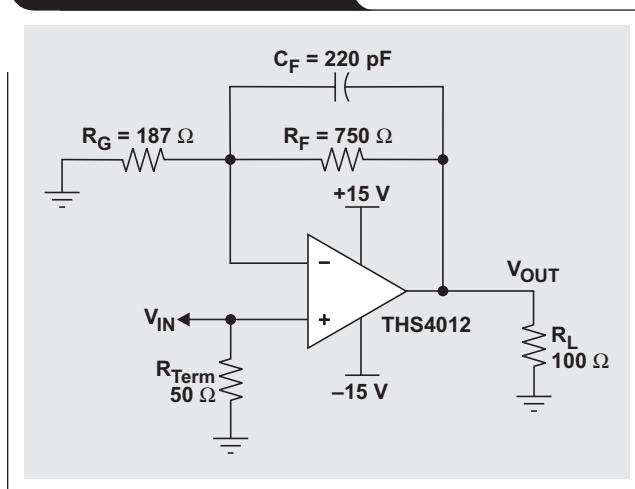 C_F = 220 pF
R_G = 187 Ω
R_F = 750 Ω
+15 V
−
V_OUT
V_IN
+
THS4012
R_Term
50 Ω
R_L
100 Ω
–15 V